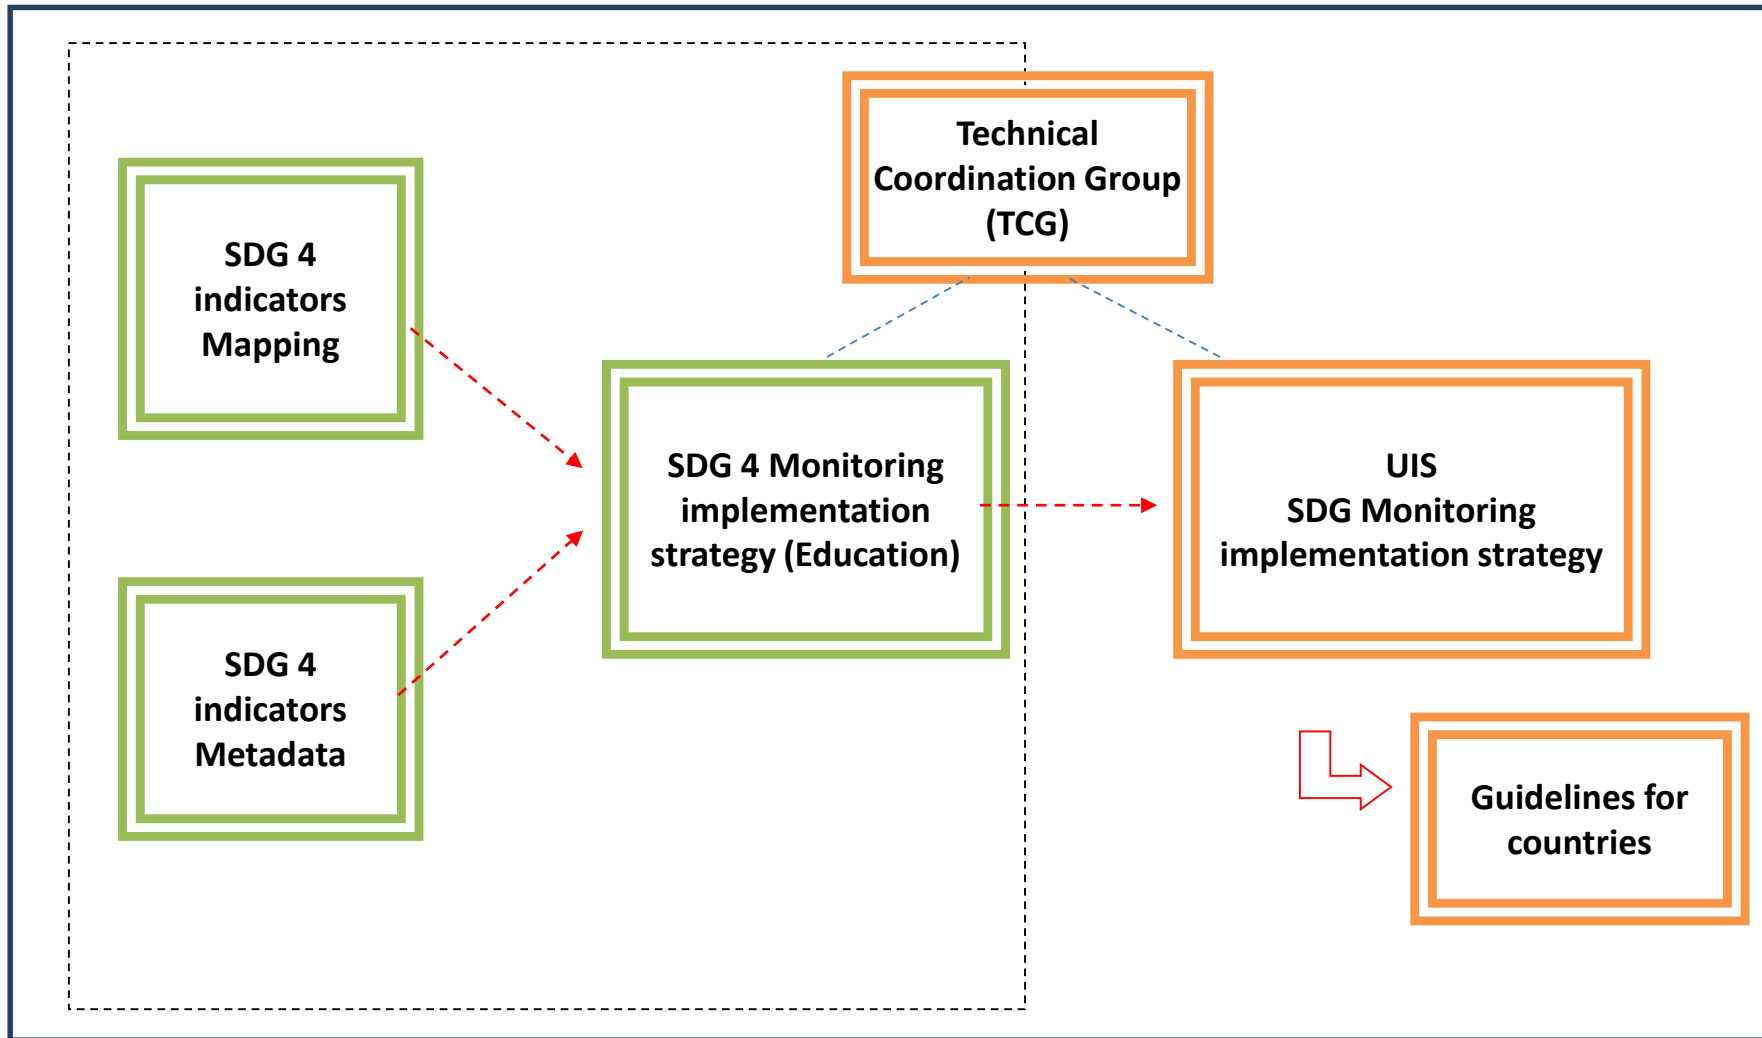 Technical
Coordination Group
(TCG)
SDG 4
indicators
Mapping
SDG 4 Monitoring
implementation
strategy (Education)
UIS
SDG Monitoring
implementation strategy
SDG 4
indicators
Metadata
Guidelines for
countries